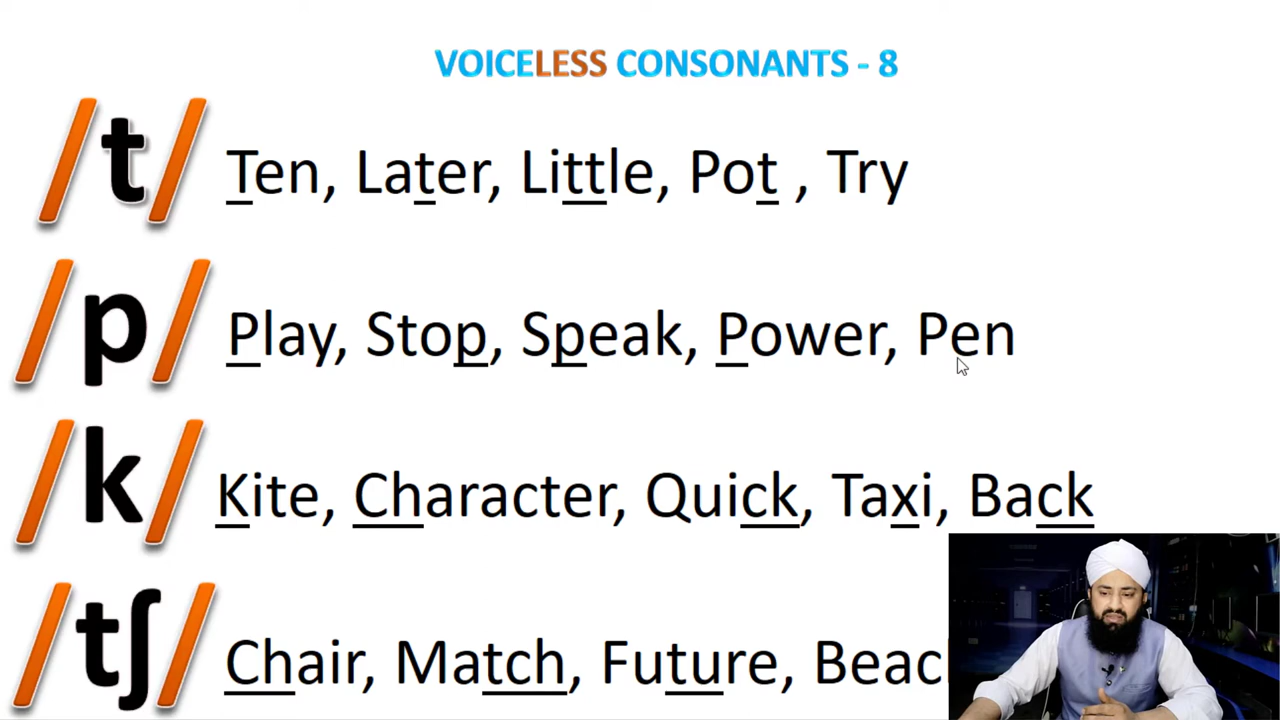 VOICELESS CONSONANTS - 8
/t/ Ten, Later, Little, Pot , Try
/p/ Play, Stop, Speak, Power, Pen
/k/ Kite, Character, Quick, Taxi, Back
/tʃ/ Chair, Match, Future,